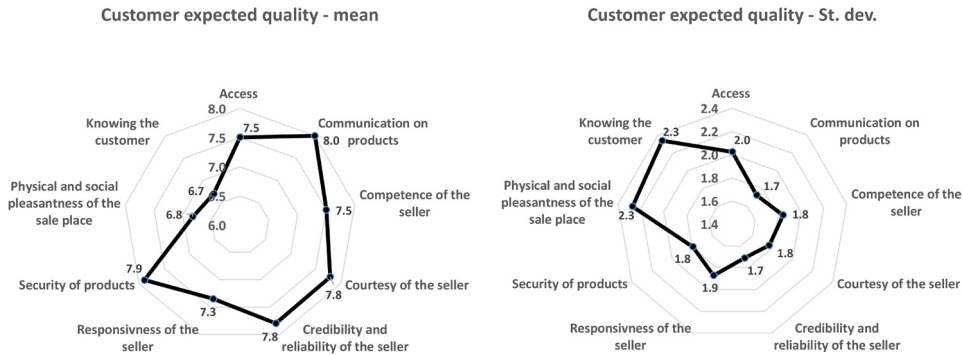 Customer expected quality - mean
Access
8.0
7.5
7.0
6.5
6.0
7.5
Communication on
products
8.0
Competence of the
seller
7.5
Courtesy of the seller
7.8
Credibility and
reliability of the seller
7.8
Responsivness of the
seller
7.3
Security of products
7.9
Physical and social
pleasantness of the
sale place
6.8
Knowing the
customer
6.7
Customer expected quality - St. dev.
Access
2.4
2.2
2.0
1.8
1.6
1.4
2.0
Communication on
products
1.7
Competence of the
seller
1.8
Courtesy of the seller
1.8
Credibility and
reliability of the seller
1.7
Responsivness of the
seller
1.9
Security of products
1.8
Physical and social
pleasantness of the
sale place
2.3
Knowing the
customer
2.3